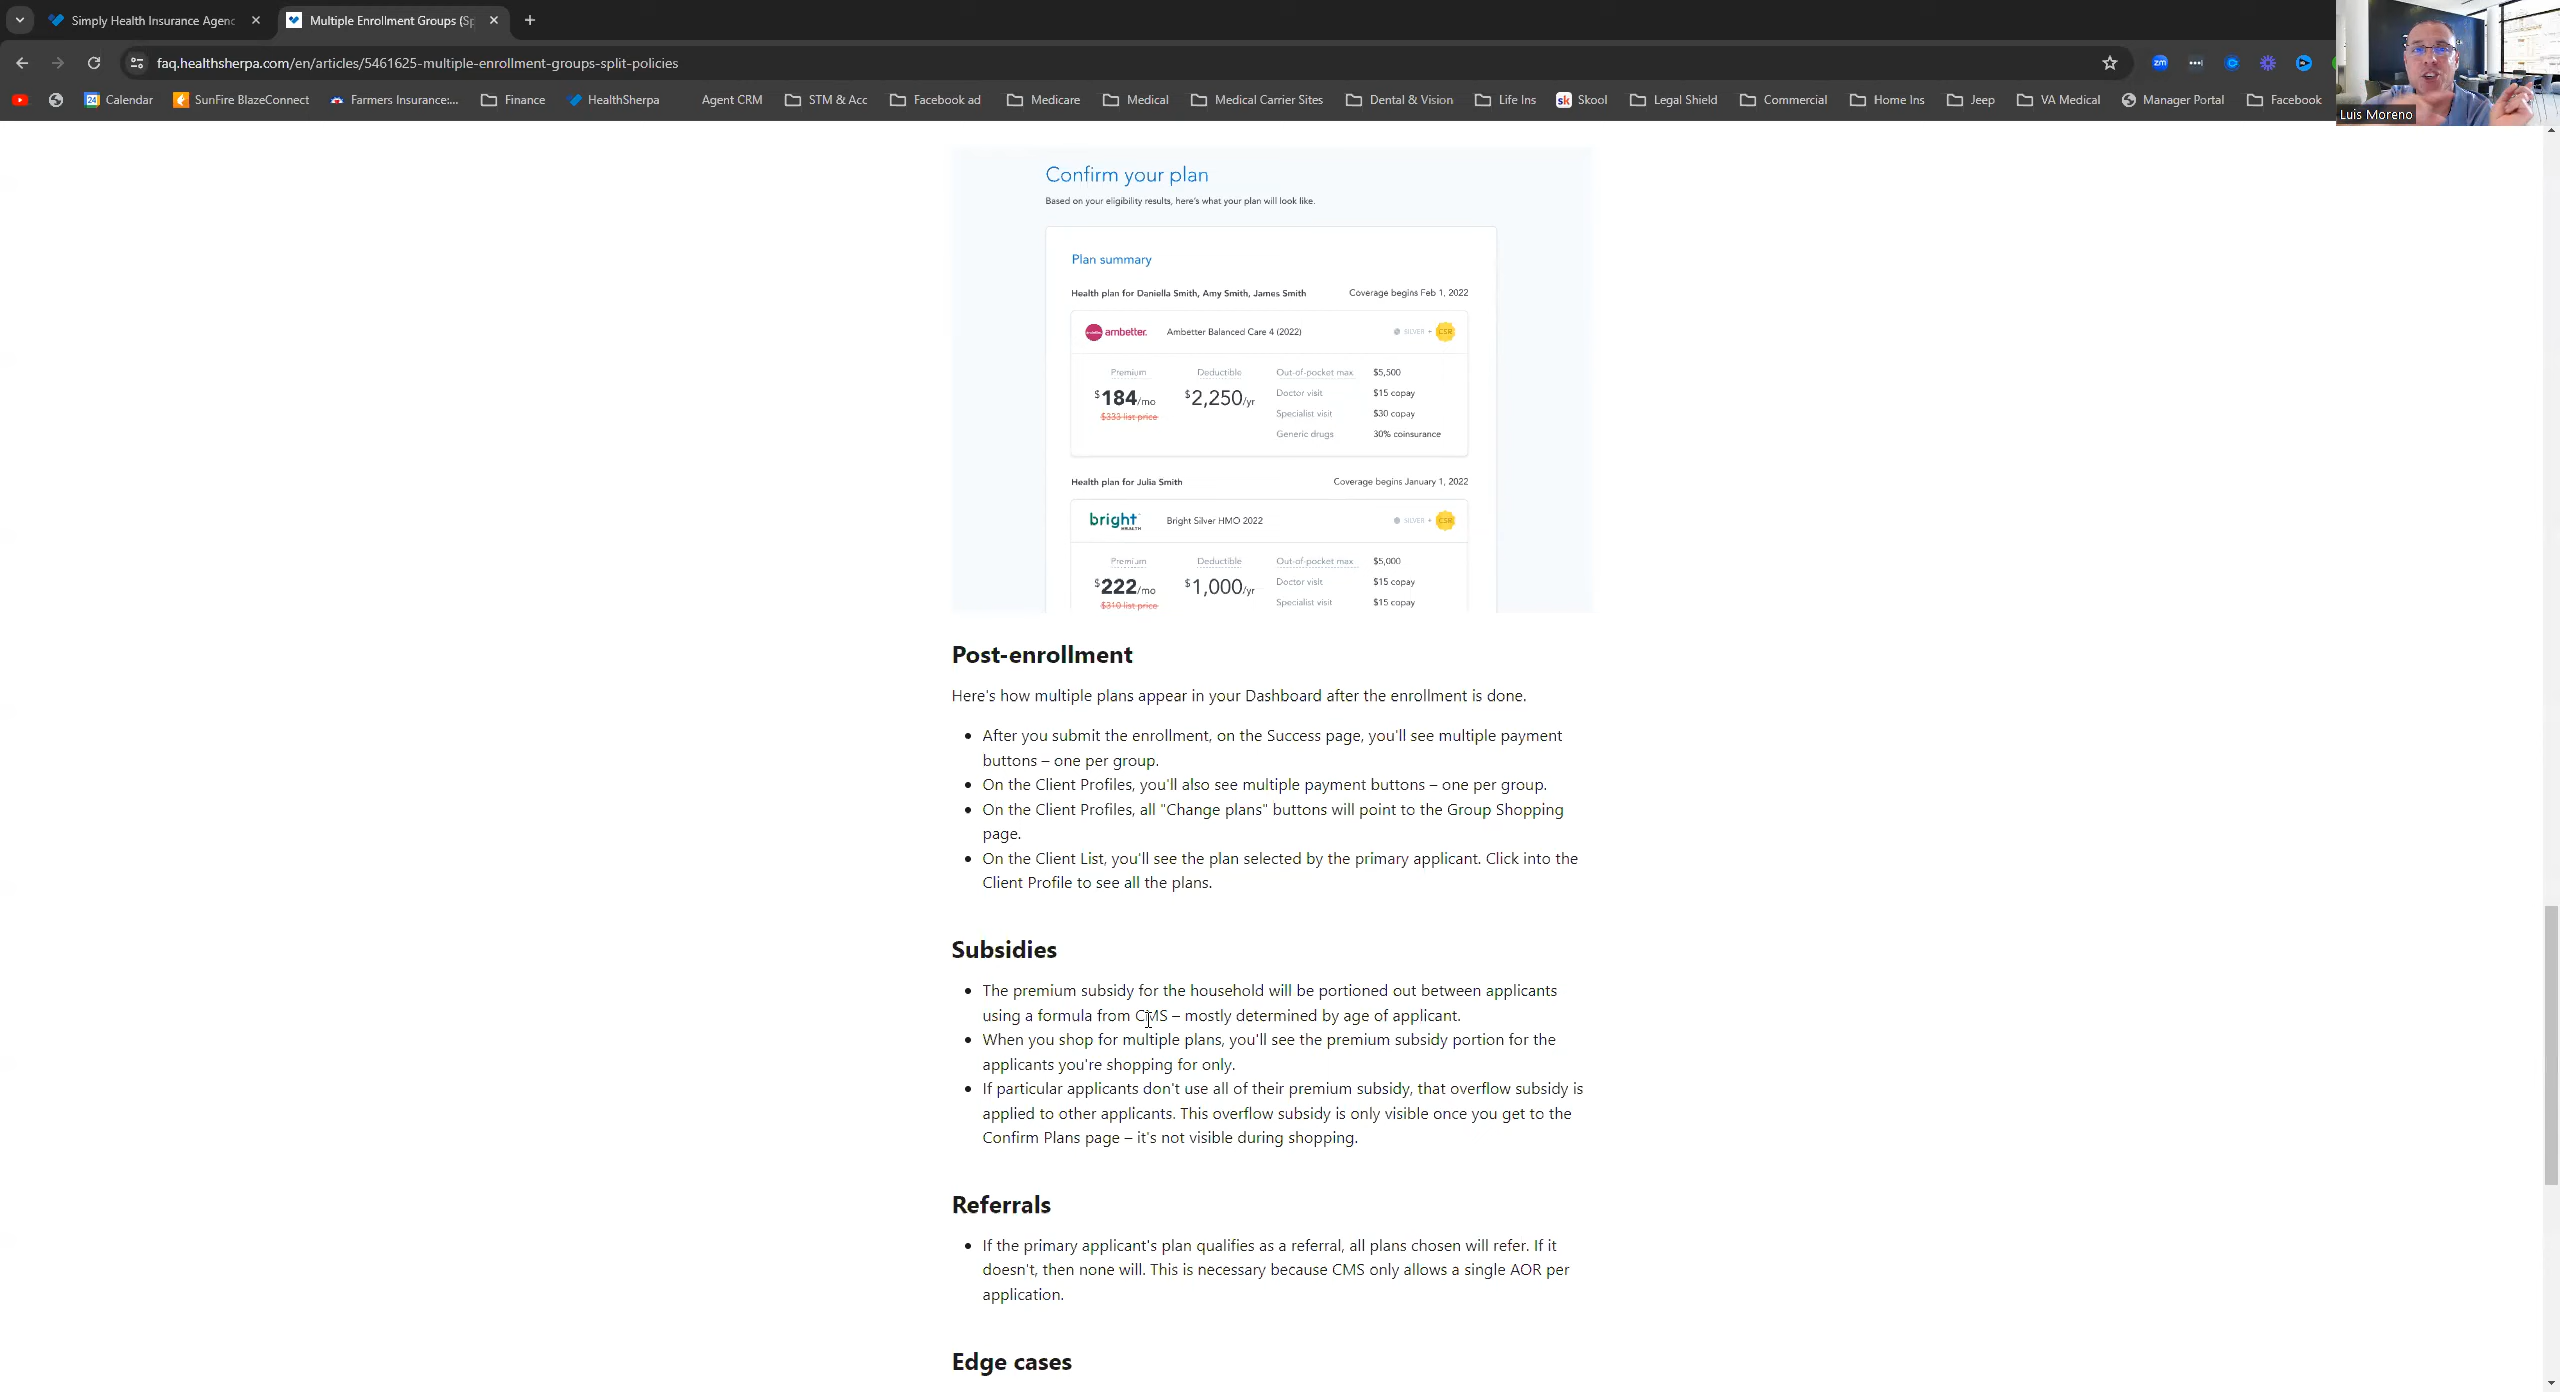 Simply Health Insurance Agenc
Multiple Enrollment Groups (Sp
faq.healthsherpa.com/en/articles/5461625-multiple-enrollment-groups-split-policies
zm
24 Calendar
SunFire BlazeConnect
Farmers Insurance:...
Finance
HealthSherpa
Agent CRM
STM & Acc
Facebook ad
Medicare
Medical
Medical Carrier Sites
Dental & Vision
Life Ins
sk Skool
Legal Shield
Commercial
Home Ins
Jeep
VA Medical
Manager Portal
Facebook
Luis Moreno
Confirm your plan
Based on your eligibility results, here's what your plan will look like.
Plan summary
Health plan for Daniella Smith, Amy Smith, James Smith
Coverage begins Feb 1, 2022
ambetter.
Ambetter Balanced Care 4 (2022)
SILVER + CSR
Premium
$184/mo
$333 list price
Deductible
$2,250/yr
Out-of-pocket max $5,500
Doctor visit $15 copay
Specialist visit $30 copay
Generic drugs 30% coinsurance
Health plan for Julia Smith
Coverage begins January 1, 2022
bright HEALTH
Bright Silver HMO 2022
SILVER + CSR
Premium
$222/mo
$310 list price
Deductible
$1,000/yr
Out-of-pocket max $5,000
Doctor visit $15 copay
Specialist visit $15 copay
Post-enrollment
Here's how multiple plans appear in your Dashboard after the enrollment is done.
After you submit the enrollment, on the Success page, you'll see multiple payment
buttons – one per group.
On the Client Profiles, you'll also see multiple payment buttons – one per group.
On the Client Profiles, all "Change plans" buttons will point to the Group Shopping
page.
On the Client List, you'll see the plan selected by the primary applicant. Click into the
Client Profile to see all the plans.
Subsidies
The premium subsidy for the household will be portioned out between applicants
using a formula from CMS – mostly determined by age of applicant.
When you shop for multiple plans, you'll see the premium subsidy portion for the
applicants you're shopping for only.
If particular applicants don't use all of their premium subsidy, that overflow subsidy is
applied to other applicants. This overflow subsidy is only visible once you get to the
Confirm Plans page – it's not visible during shopping.
Referrals
If the primary applicant's plan qualifies as a referral, all plans chosen will refer. If it
doesn't, then none will. This is necessary because CMS only allows a single AOR per
application.
Edge cases